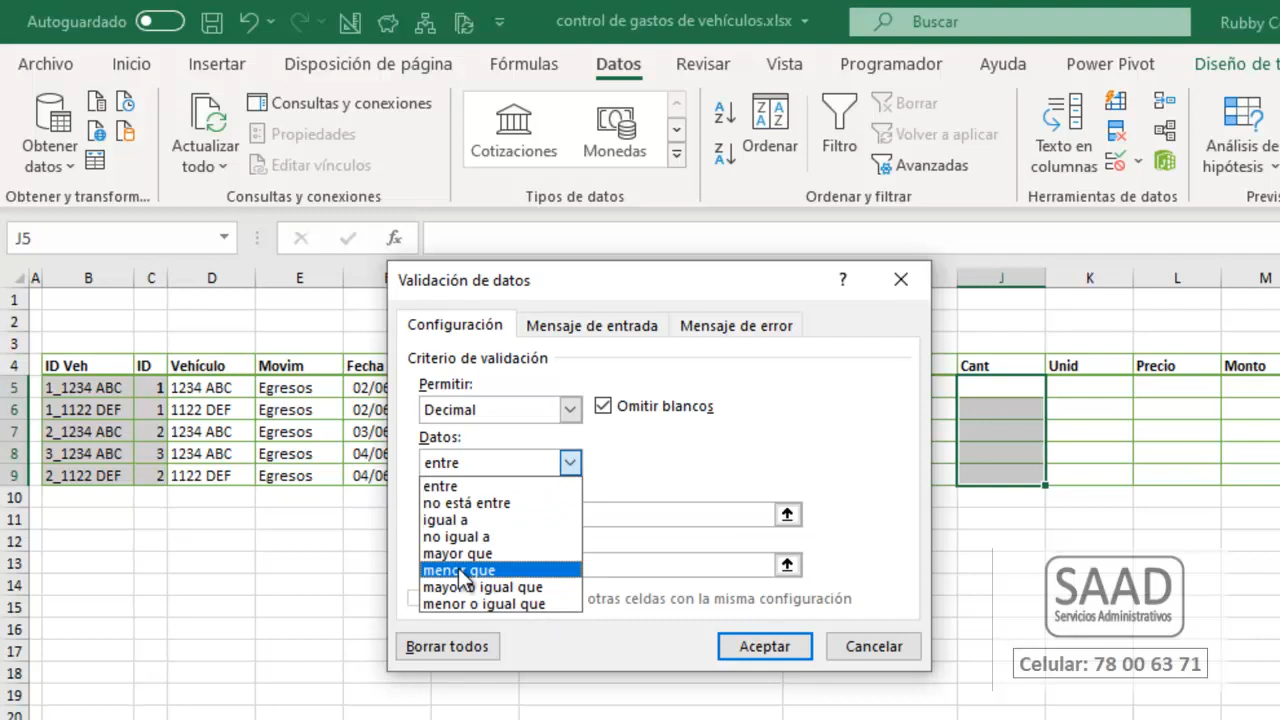 Autoguardado
control de gastos de vehículos.xlsx
Buscar
Rubby C
Archivo
Inicio
Insertar
Disposición de página
Fórmulas
Datos
Revisar
Vista
Programador
Ayuda
Power Pivot
Diseño de t
Obtener datos
Actualizar todo
Consultas y conexiones
Propiedades
Editar vínculos
Cotizaciones
Monedas
Ordenar
Filtro
Borrar
Volver a aplicar
Avanzadas
Texto en columnas
Análisis de hipótesis
Obtener y transform...
Consultas y conexiones
Tipos de datos
Ordenar y filtrar
Herramientas de datos
Previs
J5
fx
A B C D E F J K L M
1
2
3
4 ID Veh ID Vehículo Movim Fecha Cant Unid Precio Monto
5 1_1234 ABC 1 1234 ABC Egresos 02/06
6 1_1122 DEF 1 1122 DEF Egresos 02/06
7 2_1234 ABC 2 1234 ABC Egresos 03/06
8 3_1234 ABC 3 1234 ABC Egresos 04/06
9 2_1122 DEF 2 1122 DEF Egresos 04/06
10
11
12
13
14
15
16
17
18
19
20
Validación de datos
?
Configuración
Mensaje de entrada
Mensaje de error
Criterio de validación
Permitir:
Decimal
Omitir blancos
Datos:
entre
entre
no está entre
igual a
no igual a
mayor que
menor que
mayor o igual que
menor o igual que
otras celdas con la misma configuración
Borrar todos
Aceptar
Cancelar
SAAD
Servicios Administrativos
Celular: 78 00 63 71